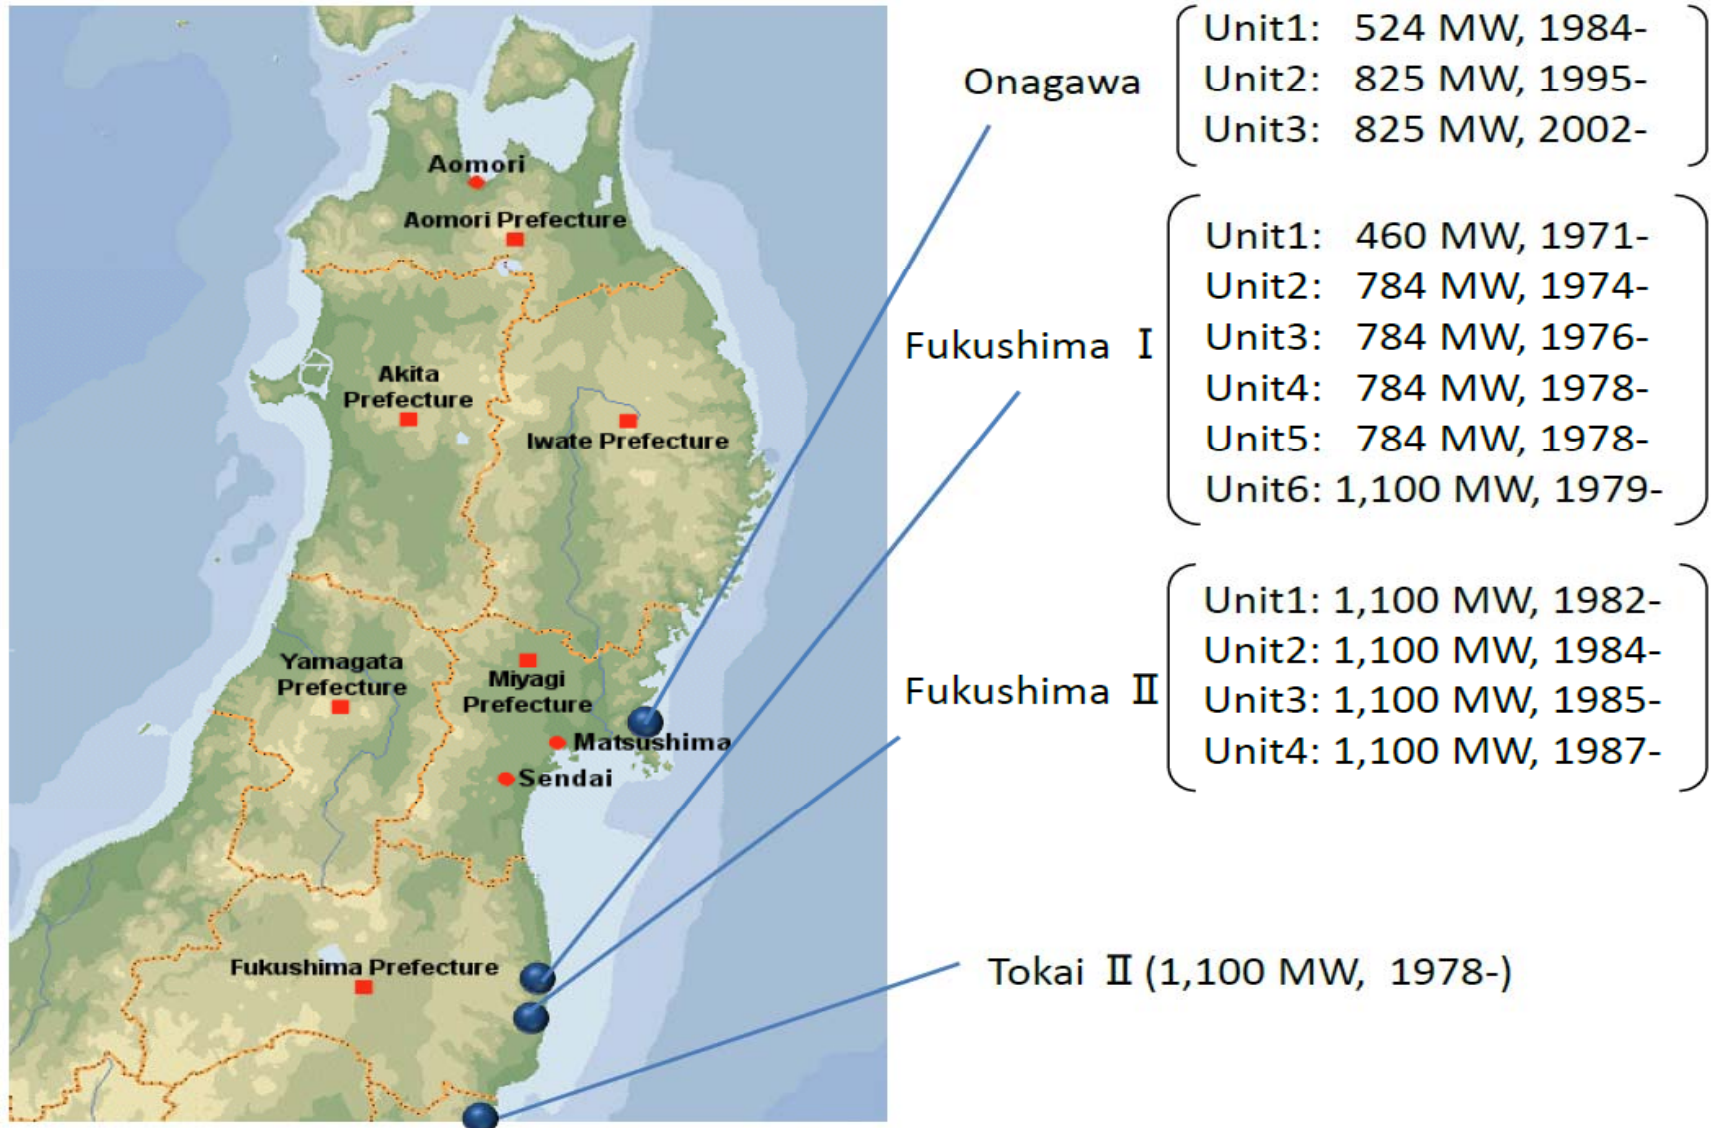 Aomori
Aomori Prefecture
Akita
Prefecture
Iwate Prefecture
Yamagata
Prefecture
Miyagi
Prefecture
Matsushima
Sendai
Fukushima Prefecture
Onagawa
Unit1: 524 MW, 1984-
Unit2: 825 MW, 1995-
Unit3: 825 MW, 2002-
Fukushima Ⅰ
Unit1: 460 MW, 1971-
Unit2: 784 MW, 1974-
Unit3: 784 MW, 1976-
Unit4: 784 MW, 1978-
Unit5: 784 MW, 1978-
Unit6: 1,100 MW, 1979-
Fukushima Ⅱ
Unit1: 1,100 MW, 1982-
Unit2: 1,100 MW, 1984-
Unit3: 1,100 MW, 1985-
Unit4: 1,100 MW, 1987-
Tokai Ⅱ (1,100 MW, 1978-)